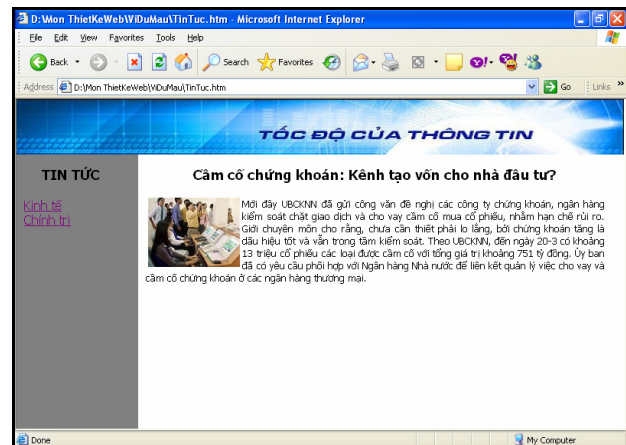 D:\Mon ThietKeWeb\ViDuMau\TinTuc.htm - Microsoft Internet Explorer
File Edit View Favorites Tools Help
Back Search Favorites
Address D:\Mon ThietKeWeb\ViDuMau\TinTuc.htm Go Links »
TỐC ĐỘ CỦA THÔNG TIN
TIN TỨC
Kinh tế
Chính trị
Cầm cố chứng khoán: Kênh tạo vốn cho nhà đầu tư?
Mới đây UBCKNN đã gửi công văn đề nghị các công ty chứng khoán, ngân hàng
kiểm soát chặt giao dịch và cho vay cầm cố mua cổ phiếu, nhằm hạn chế rủi ro.
Giới chuyên môn cho rằng, chưa cần thiết phải lo lắng, bởi chứng khoán tăng là
dấu hiệu tốt và vẫn trong tầm kiểm soát. Theo UBCKNN, đến ngày 20-3 có khoảng
13 triệu cổ phiếu các loại được cầm cố với tổng giá trị khoảng 751 tỷ đồng. Ủy ban
đã có yêu cầu phối hợp với Ngân hàng Nhà nước để liên kết quản lý việc cho vay và
cầm cố chứng khoán ở các ngân hàng thương mại.
Done My Computer